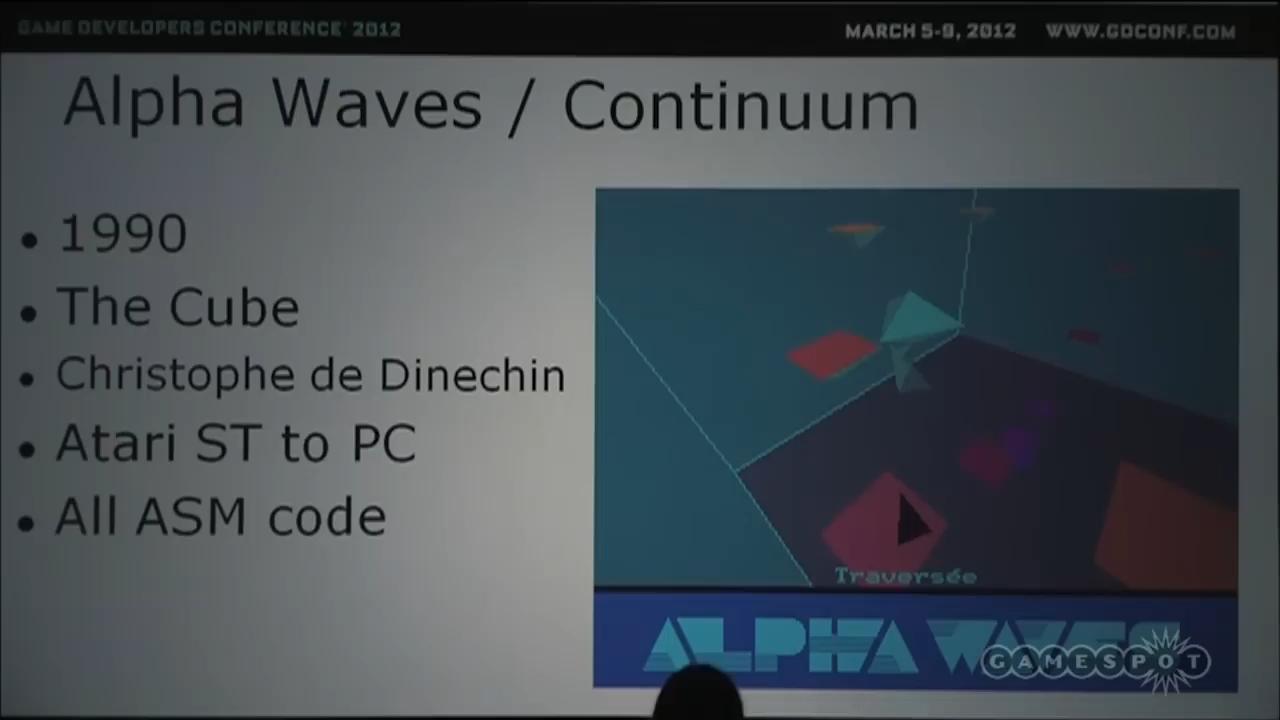 GAME DEVELOPERS CONFERENCE 2012
MARCH 5-9, 2012 WWW.GDCONF.COM
Alpha Waves / Continuum
• 1990
• The Cube
• Christophe de Dinechin
• Atari ST to PC
• All ASM code
Traversée
ALPHA WAVES
GAMESPOT